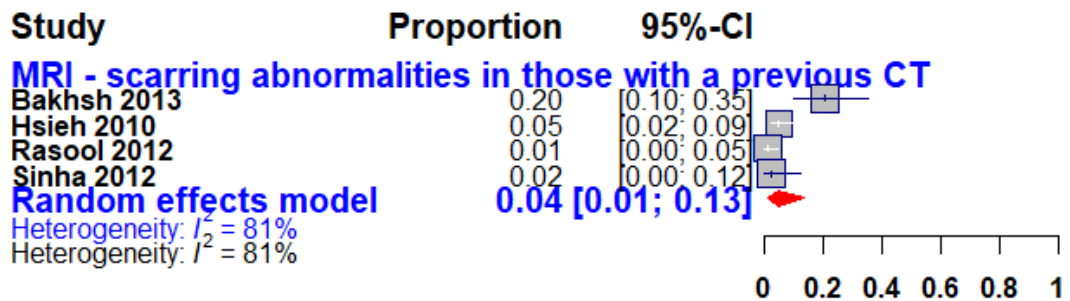 Study Proportion 95%-CI
MRI - scarring abnormalities in those with a previous CT
Bakhsh 2013 0.20 [0.10; 0.35]
Hsieh 2010 0.05 [0.02; 0.09]
Rasool 2012 0.01 [0.00; 0.05]
Sinha 2012 0.02 [0.00; 0.12]
Random effects model 0.04 [0.01; 0.13]
Heterogeneity: I² = 81%
Heterogeneity: I² = 81%
0 0.2 0.4 0.6 0.8 1